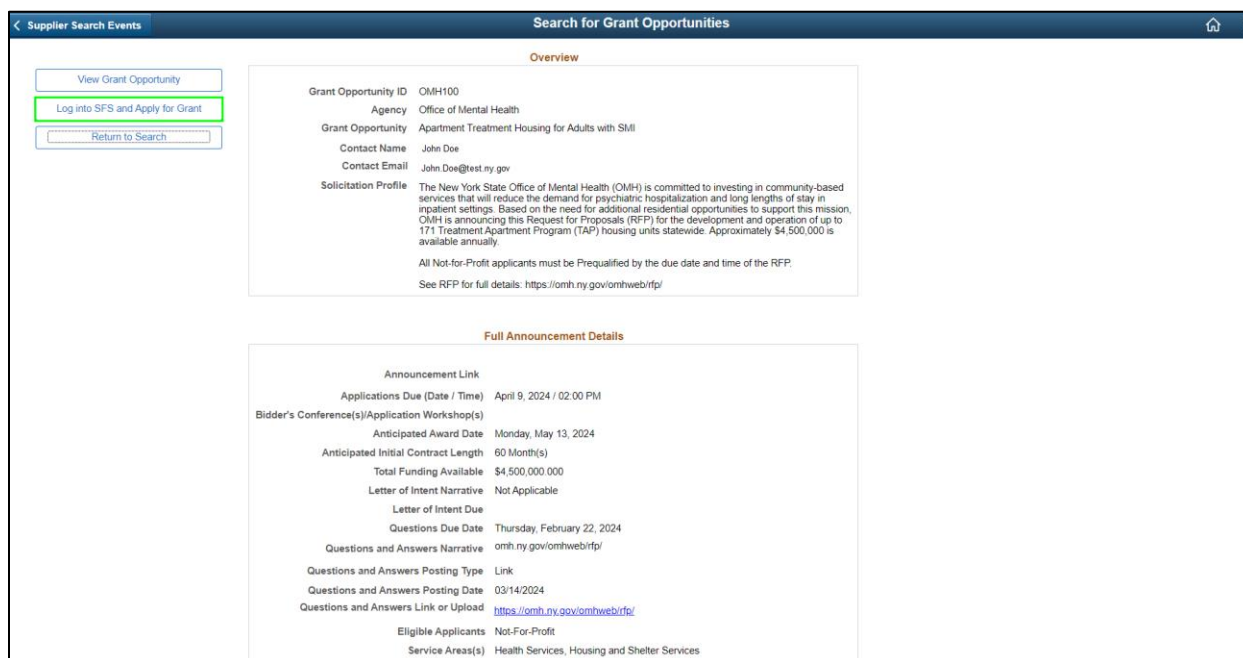 Supplier Search Events
Search for Grant Opportunities
View Grant Opportunity
Log into SFS and Apply for Grant
Return to Search
Overview
Grant Opportunity ID OMH100
Agency Office of Mental Health
Grant Opportunity Apartment Treatment Housing for Adults with SMI
Contact Name John Doe
Contact Email John.Doe@test.ny.gov
Solicitation Profile The New York State Office of Mental Health (OMH) is committed to investing in community-based
services that will reduce the demand for psychiatric hospitalization and long lengths of stay in
inpatient settings. Based on the need for additional residential opportunities to support this mission,
OMH is announcing this Request for Proposals (RFP) for the development and operation of up to
171 Treatment Apartment Program (TAP) housing units statewide. Approximately $4,500,000 is
available annually.
All Not-for-Profit applicants must be Prequalified by the due date and time of the RFP.
See RFP for full details: https://omh.ny.gov/omhweb/rfp/
Full Announcement Details
Announcement Link
Applications Due (Date / Time) April 9, 2024 / 02:00 PM
Bidder's Conference(s)/Application Workshop(s)
Anticipated Award Date Monday, May 13, 2024
Anticipated Initial Contract Length 60 Month(s)
Total Funding Available $4,500,000.000
Letter of Intent Narrative Not Applicable
Letter of Intent Due
Questions Due Date Thursday, February 22, 2024
Questions and Answers Narrative omh.ny.gov/omhweb/rfp/
Questions and Answers Posting Type Link
Questions and Answers Posting Date 03/14/2024
Questions and Answers Link or Upload https://omh.ny.gov/omhweb/rfp/
Eligible Applicants Not-For-Profit
Service Areas(s) Health Services, Housing and Shelter Services